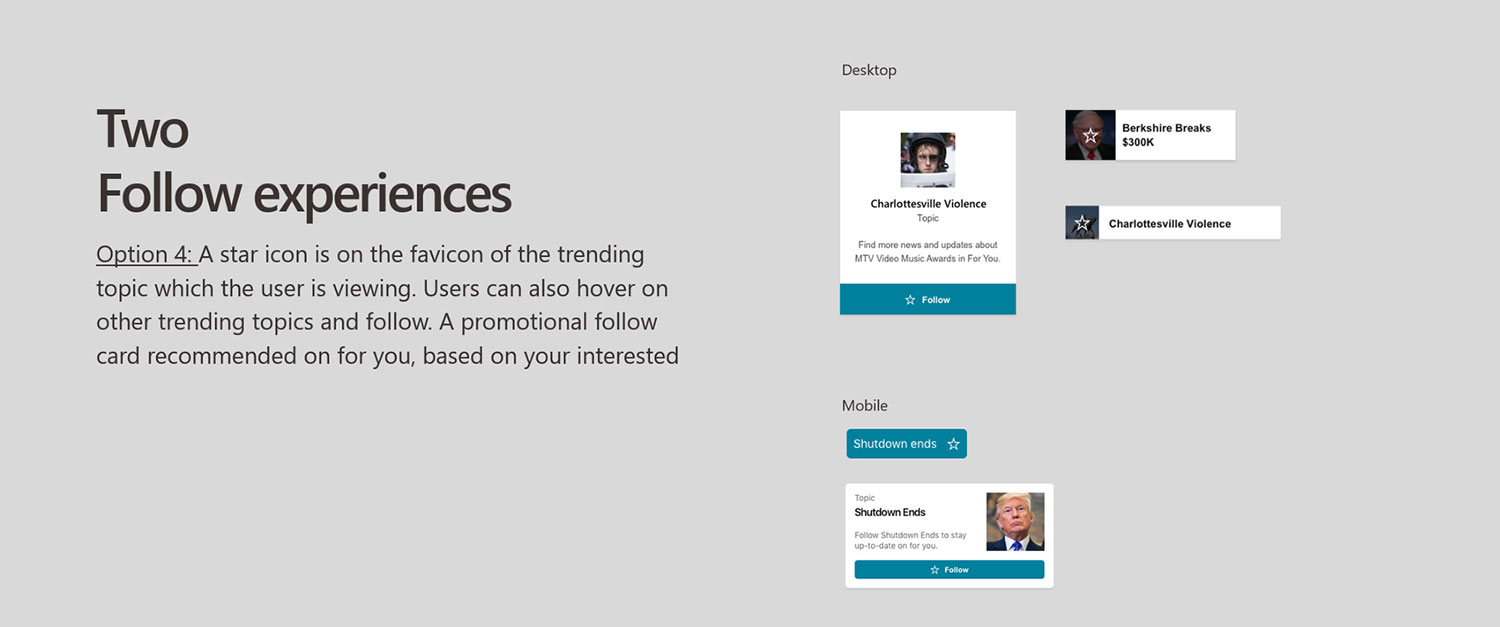 Two
Follow experiences
Option 4: A star icon is on the favicon of the trending
topic which the user is viewing. Users can also hover on
other trending topics and follow. A promotional follow
card recommended on for you, based on your interested
Desktop
Charlottesville Violence
Topic
Find more news and updates about
MTV Video Music Awards in For You.
Follow
Berkshire Breaks
$300K
Charlottesville Violence
Mobile
Shutdown ends
Topic
Shutdown Ends
Follow Shutdown Ends to stay
up-to-date on for you.
Follow